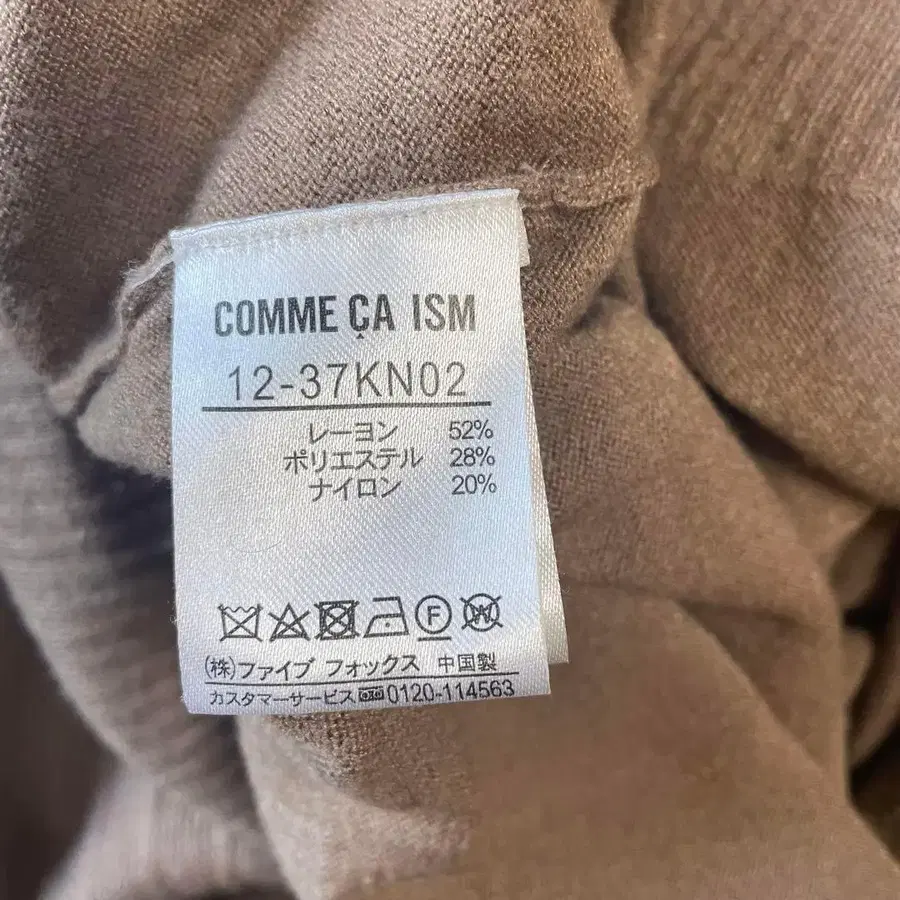 COMME ÇA ISM
12-37KN02
レーヨン 52%
ポリエステル 28%
ナイロン 20%
F W
(株)ファイブ フォックス 中国製
カスタマーサービス 0120-114563